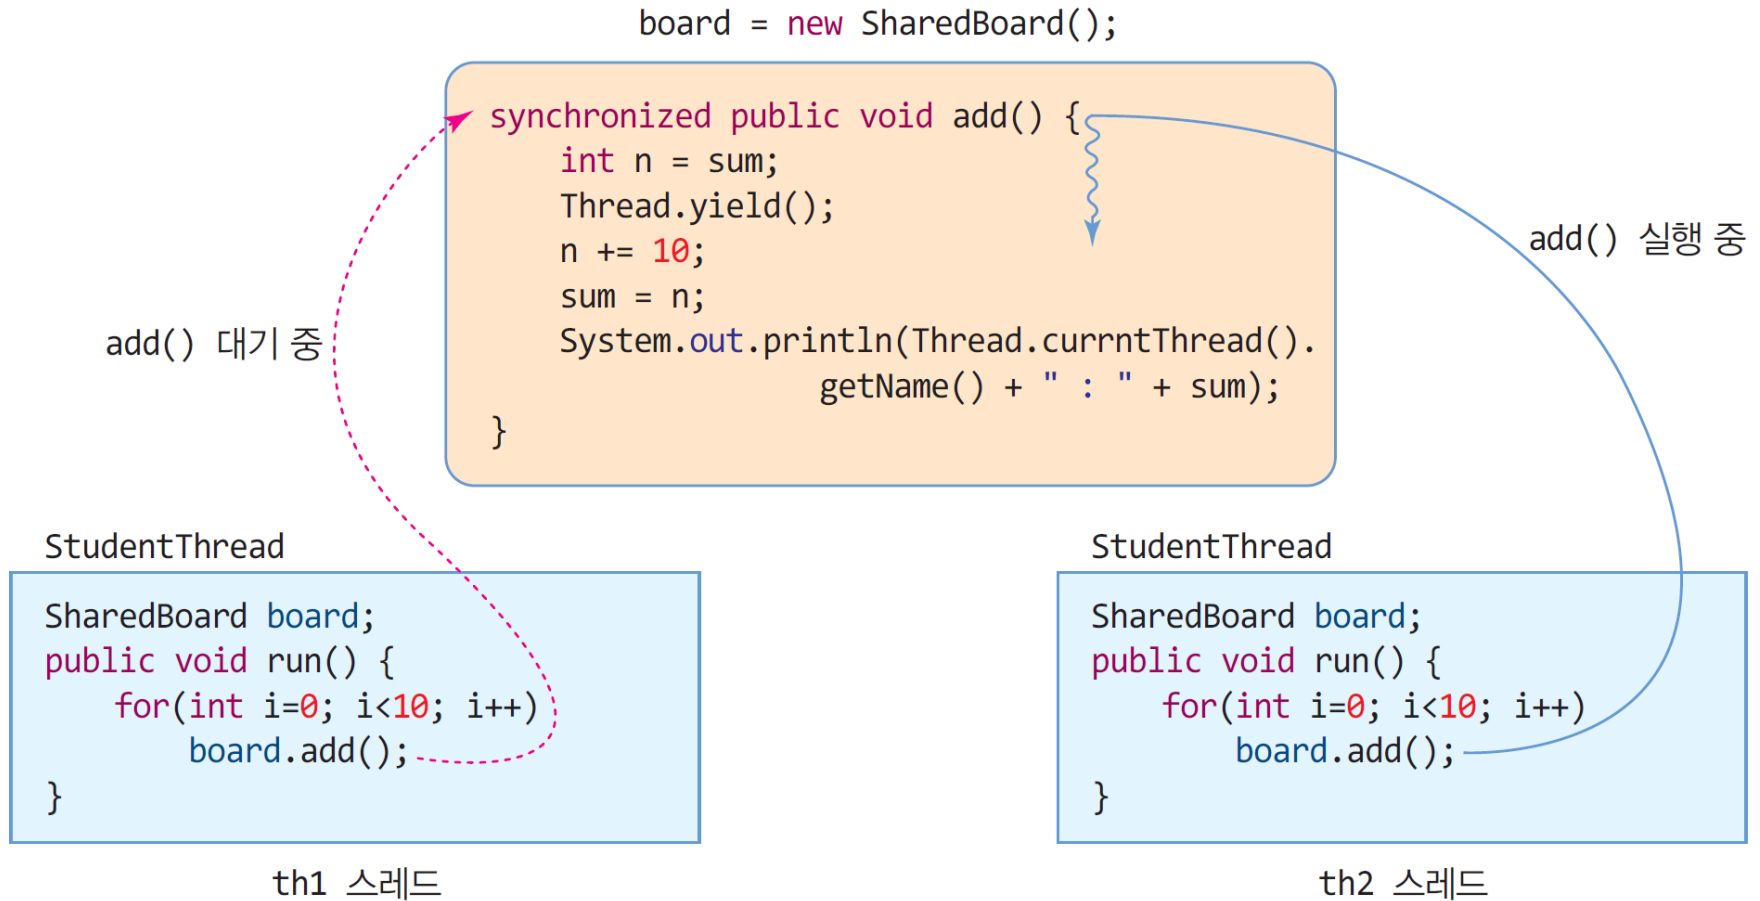 board = new SharedBoard();
synchronized public void add() {
int n = sum;
Thread.yield();
n += 10;
sum = n;
System.out.println(Thread.currntThread().
getName() + " : " + sum);
}
add() 실행 중
add() 대기 중
StudentThread
SharedBoard board;
public void run() {
for(int i=0; i<10; i++)
board.add();
}
th1 스레드
StudentThread
SharedBoard board;
public void run() {
for(int i=0; i<10; i++)
board.add();
}
th2 스레드